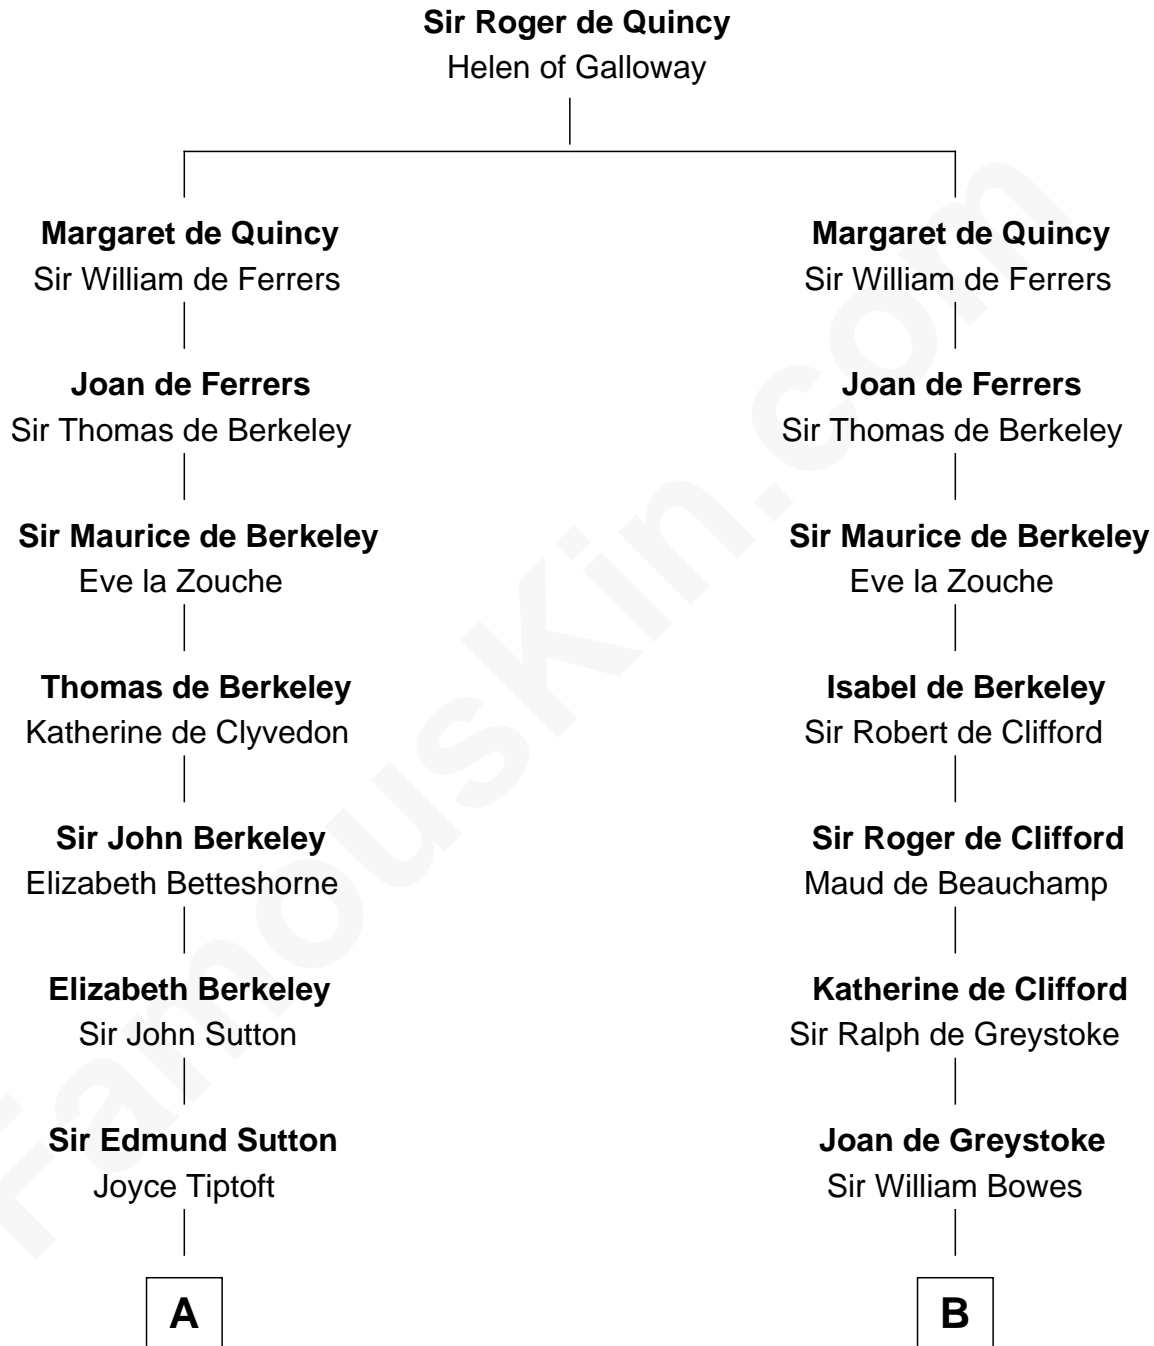 Sir Roger de Quincy
Helen of Galloway
Margaret de Quincy
Sir William de Ferrers
Margaret de Quincy
Sir William de Ferrers
Joan de Ferrers
Sir Thomas de Berkeley
Joan de Ferrers
Sir Thomas de Berkeley
Sir Maurice de Berkeley
Eve la Zouche
Sir Maurice de Berkeley
Eve la Zouche
Thomas de Berkeley
Katherine de Clyvedon
Isabel de Berkeley
Sir Robert de Clifford
Sir John Berkeley
Elizabeth Betteshorne
Sir Roger de Clifford
Maud de Beauchamp
Elizabeth Berkeley
Sir John Sutton
Katherine de Clifford
Sir Ralph de Greystoke
Sir Edmund Sutton
Joyce Tiptoft
Joan de Greystoke
Sir William Bowes
A
B
FamousKin.com